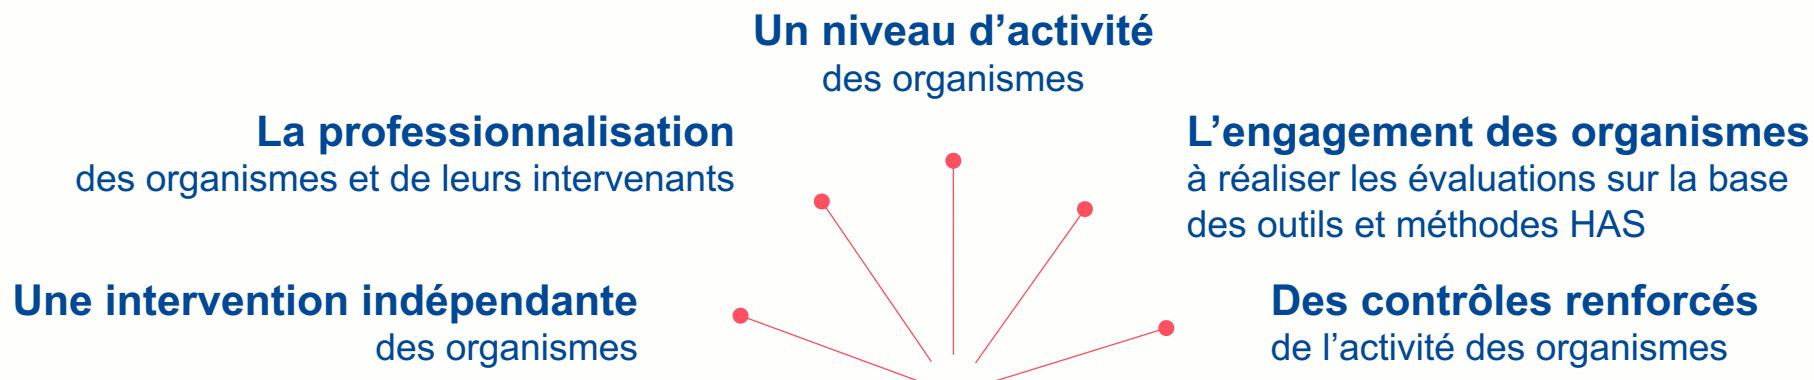 Un niveau d’activité
des organismes
La professionnalisation
des organismes et de leurs intervenants
L’engagement des organismes
à réaliser les évaluations sur la base
des outils et méthodes HAS
Une intervention indépendante
des organismes
Des contrôles renforcés
de l’activité des organismes